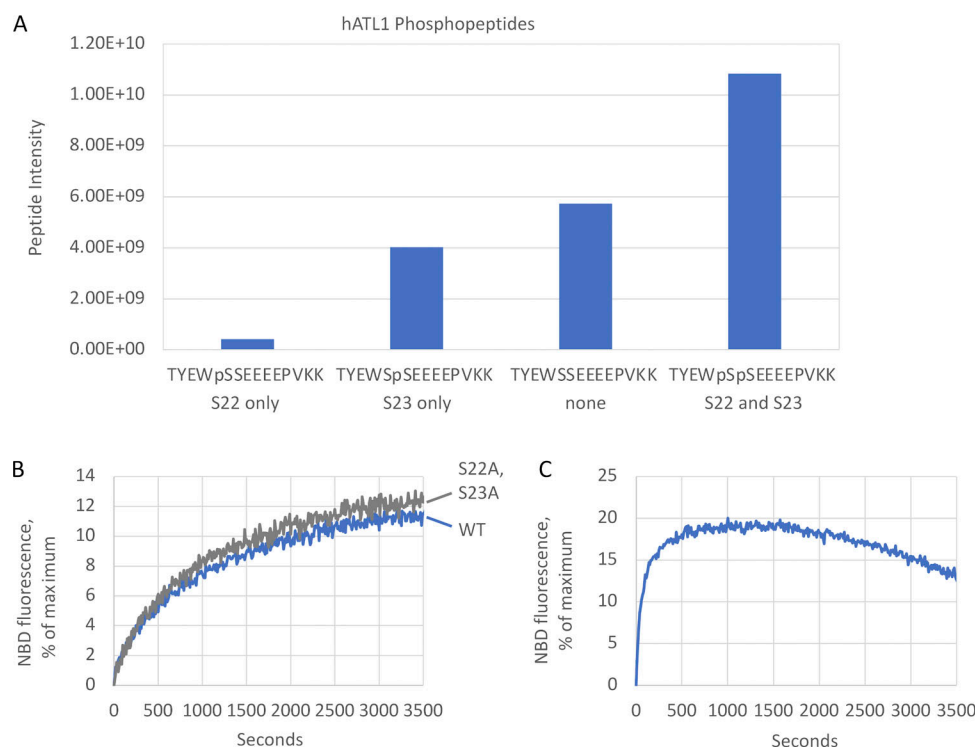 A
hATL1 Phosphopeptides
Peptide Intensity
1.20E+10
1.00E+10
8.00E+09
6.00E+09
4.00E+09
2.00E+09
0.00E+00
TYEWpSSEEEEPVKK TYEWSpSEEEEPVKK TYEWSSEEEEPVKK TYEWpSpSEEEEPVKK
S22 only S23 only none S22 and S23
B
NBD fluorescence,
% of maximum
14
12
10
8
6
4
2
0
0 500 1000 1500 2000 2500 3000 3500
Seconds
S22A,
S23A
WT
C
NBD fluorescence,
% of maximum
25
20
15
10
5
0
0 500 1000 1500 2000 2500 3000 3500
Seconds